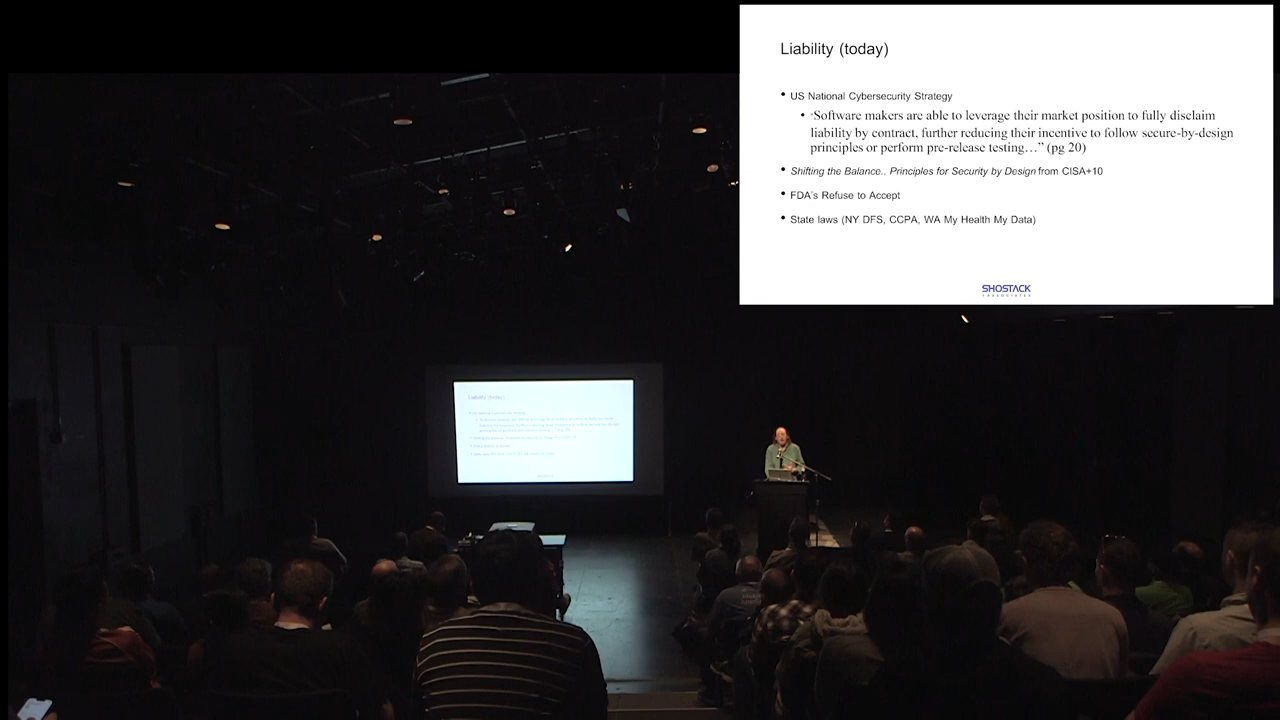 Liability (today)
• US National Cybersecurity Strategy
• “Software makers are able to leverage their market position to fully disclaim
liability by contract, further reducing their incentive to follow secure-by-design
principles or perform pre-release testing…” (pg 20)
• Shifting the Balance.. Principles for Security by Design from CISA+10
• FDA's Refuse to Accept
• State laws (NY DFS, CCPA, WA My Health My Data)
SHOSTACK
+ ASSOCIATES
Liability (today)